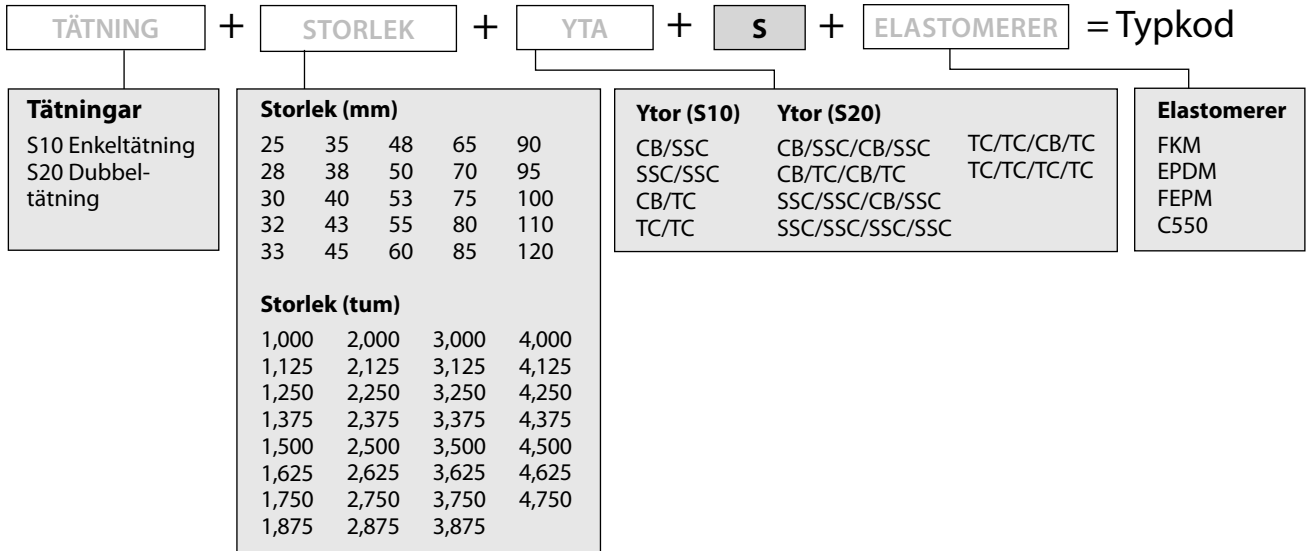 TÄTNING + STORLEK + YTA + S + ELASTOMERER = Typkod
Tätningar
S10 Enkeltätning
S20 Dubbel-
tätning
Storlek (mm)
25 35 48 65 90
28 38 50 70 95
30 40 53 75 100
32 43 55 80 110
33 45 60 85 120
Storlek (tum)
1,000 2,000 3,000 4,000
1,125 2,125 3,125 4,125
1,250 2,250 3,250 4,250
1,375 2,375 3,375 4,375
1,500 2,500 3,500 4,500
1,625 2,625 3,625 4,625
1,750 2,750 3,750 4,750
1,875 2,875 3,875
Ytor (S10) Ytor (S20)
CB/SSC CB/SSC/CB/SSC TC/TC/CB/TC
SSC/SSC CB/TC/CB/TC TC/TC/TC/TC
CB/TC SSC/SSC/CB/SSC
TC/TC SSC/SSC/SSC/SSC
Elastomerer
FKM
EPDM
FEPM
C550